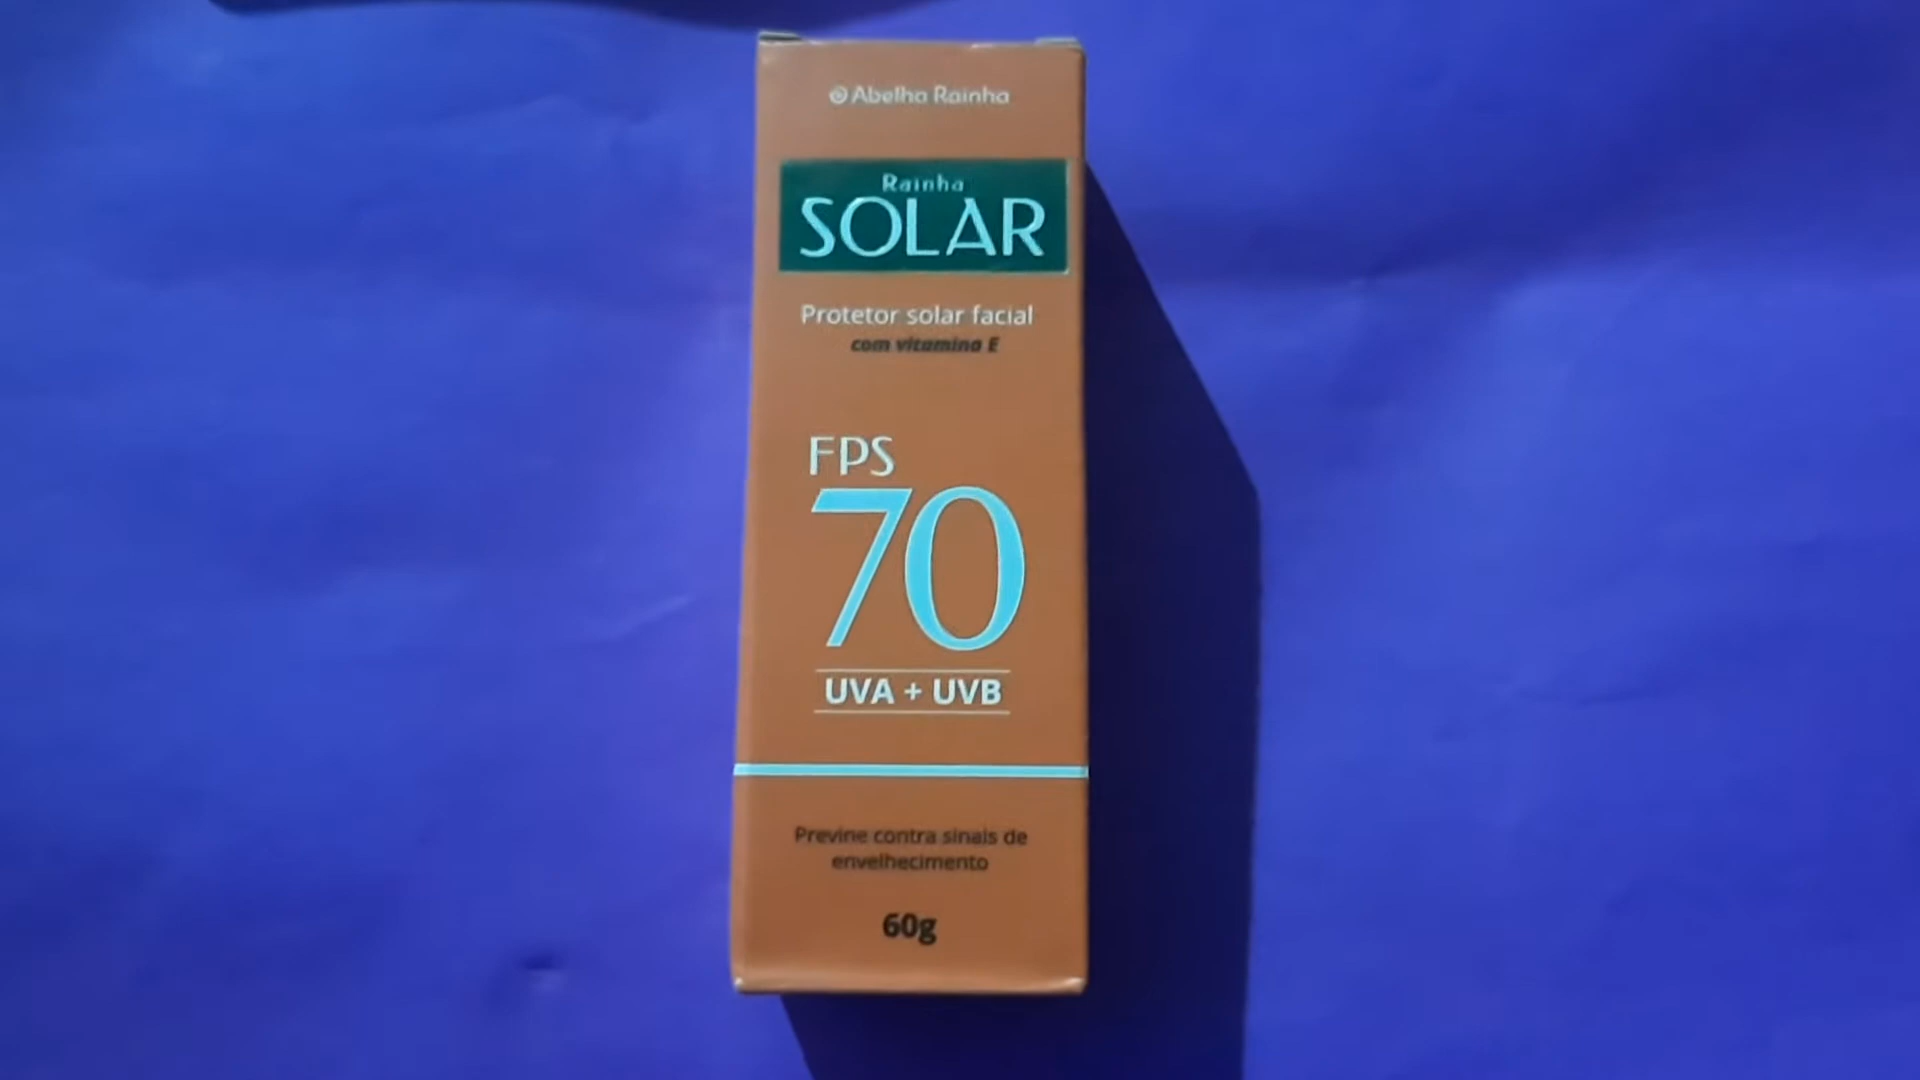 Abelha Rainha
Rainha
SOLAR
Protetor solar facial
com vitamina E
FPS
70
UVA + UVB
Previne contra sinais de
envelhecimento
60g